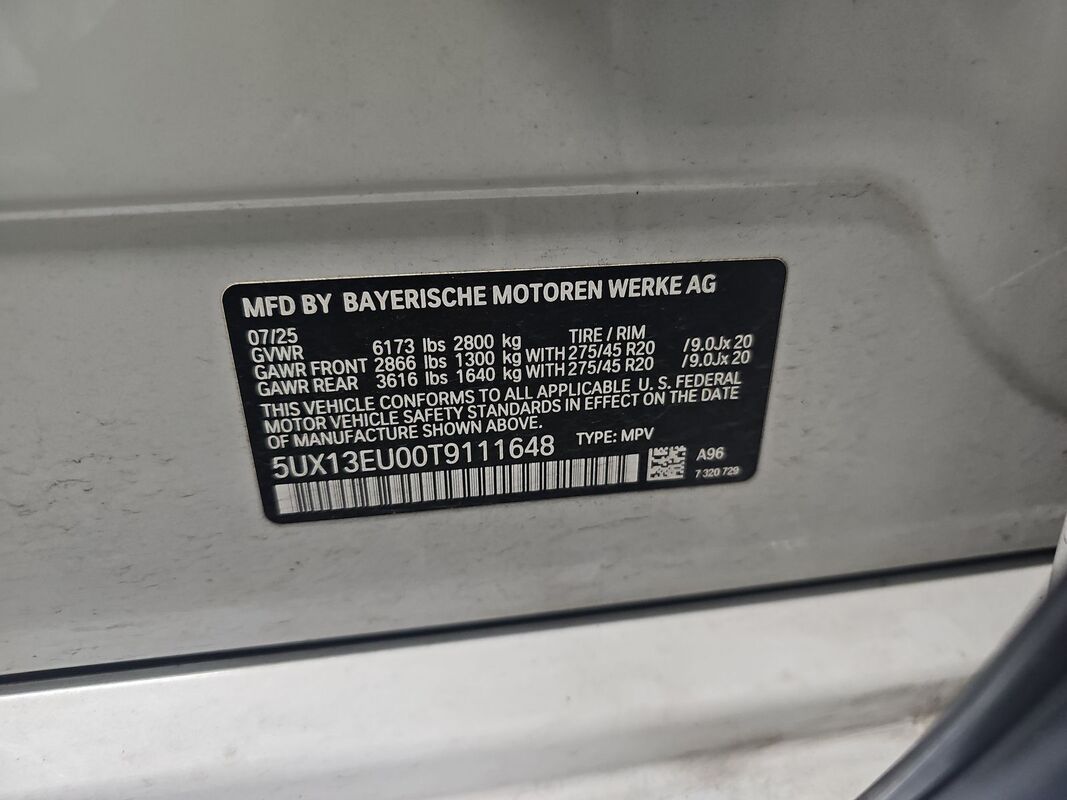 MFD BY BAYERISCHE MOTOREN WERKE AG
07/25 TIRE / RIM
GVWR 6173 lbs 2800 kg
GAWR FRONT 2866 lbs 1300 kg WITH 275/45 R20 /9.0Jx 20
GAWR REAR 3616 lbs 1640 kg WITH 275/45 R20 /9.0Jx 20
THIS VEHICLE CONFORMS TO ALL APPLICABLE U. S. FEDERAL
MOTOR VEHICLE SAFETY STANDARDS IN EFFECT ON THE DATE
OF MANUFACTURE SHOWN ABOVE.
5UX13EU00T9111648 TYPE: MPV
A96
7 320 729